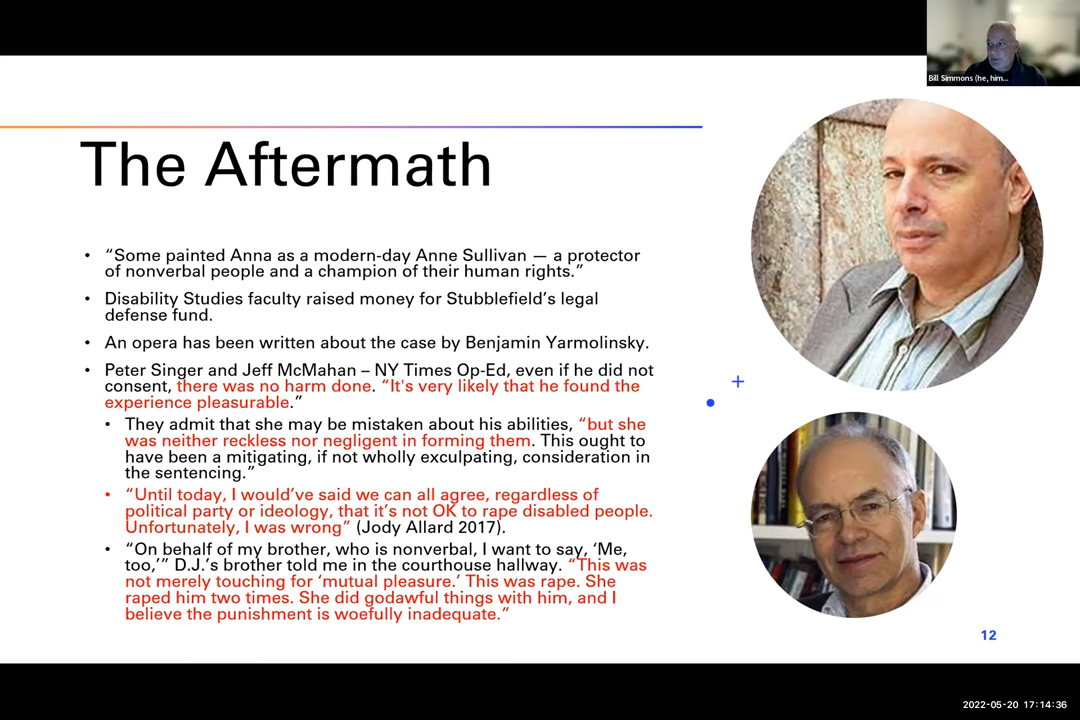 Bill Simmons (he, him...
The Aftermath
• “Some painted Anna as a modern-day Anne Sullivan — a protector
of nonverbal people and a champion of their human rights.”
• Disability Studies faculty raised money for Stubblefield’s legal
defense fund.
• An opera has been written about the case by Benjamin Yarmolinsky.
• Peter Singer and Jeff McMahan – NY Times Op-Ed, even if he did not
consent, there was no harm done. “It's very likely that he found the
experience pleasurable.”
• They admit that she may be mistaken about his abilities, “but she
was neither reckless nor negligent in forming them. This ought to
have been a mitigating, if not wholly exculpating, consideration in
the sentencing.”
• “Until today, I would’ve said we can all agree, regardless of
political party or ideology, that it’s not OK to rape disabled people.
Unfortunately, I was wrong” (Jody Allard 2017).
• “On behalf of my brother, who is nonverbal, I want to say, ‘Me,
too,’” D.J.’s brother told me in the courthouse hallway. “This was
not merely touching for ‘mutual pleasure.’ This was rape. She
raped him two times. She did godawful things with him, and I
believe the punishment is woefully inadequate.”
12
2022-05-20 17:14:36